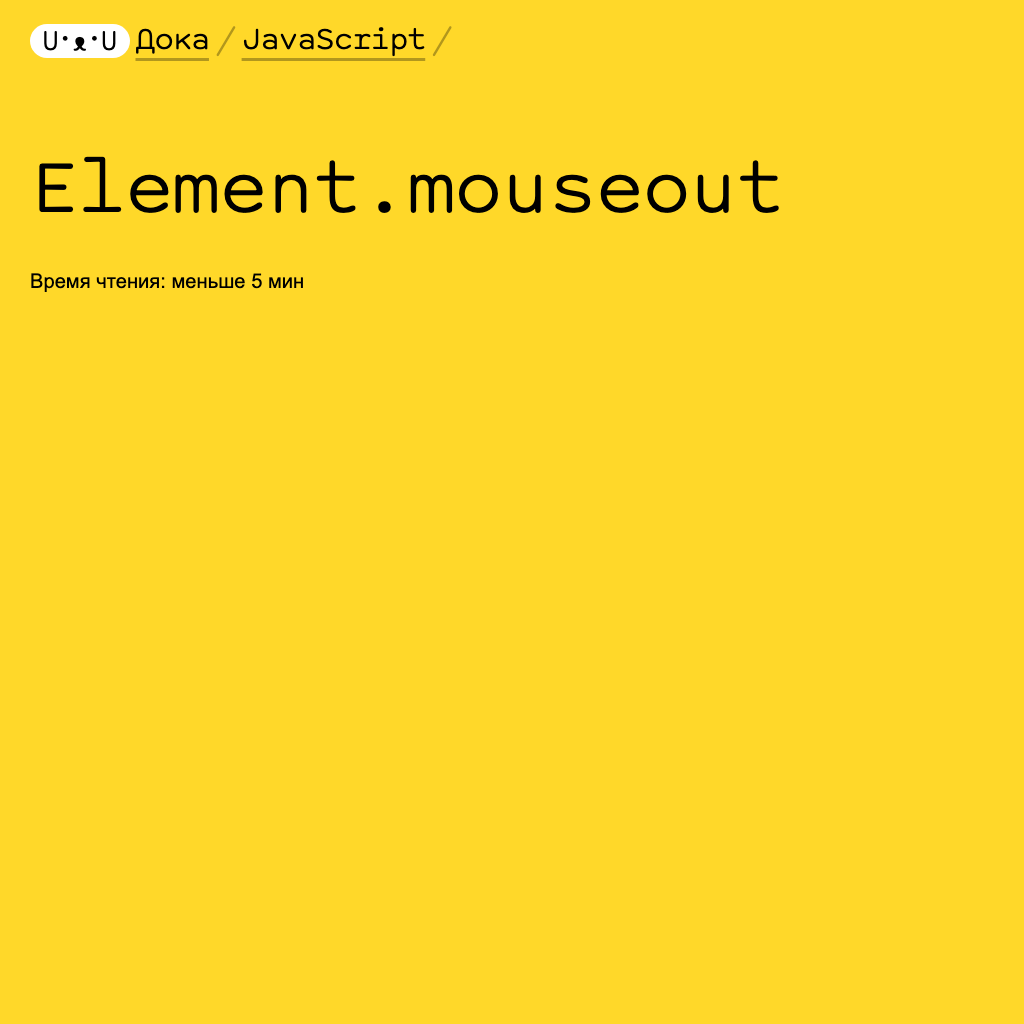 U·ᴥ·U Дока / JavaScript /
Element.mouseout
Время чтения: меньше 5 мин